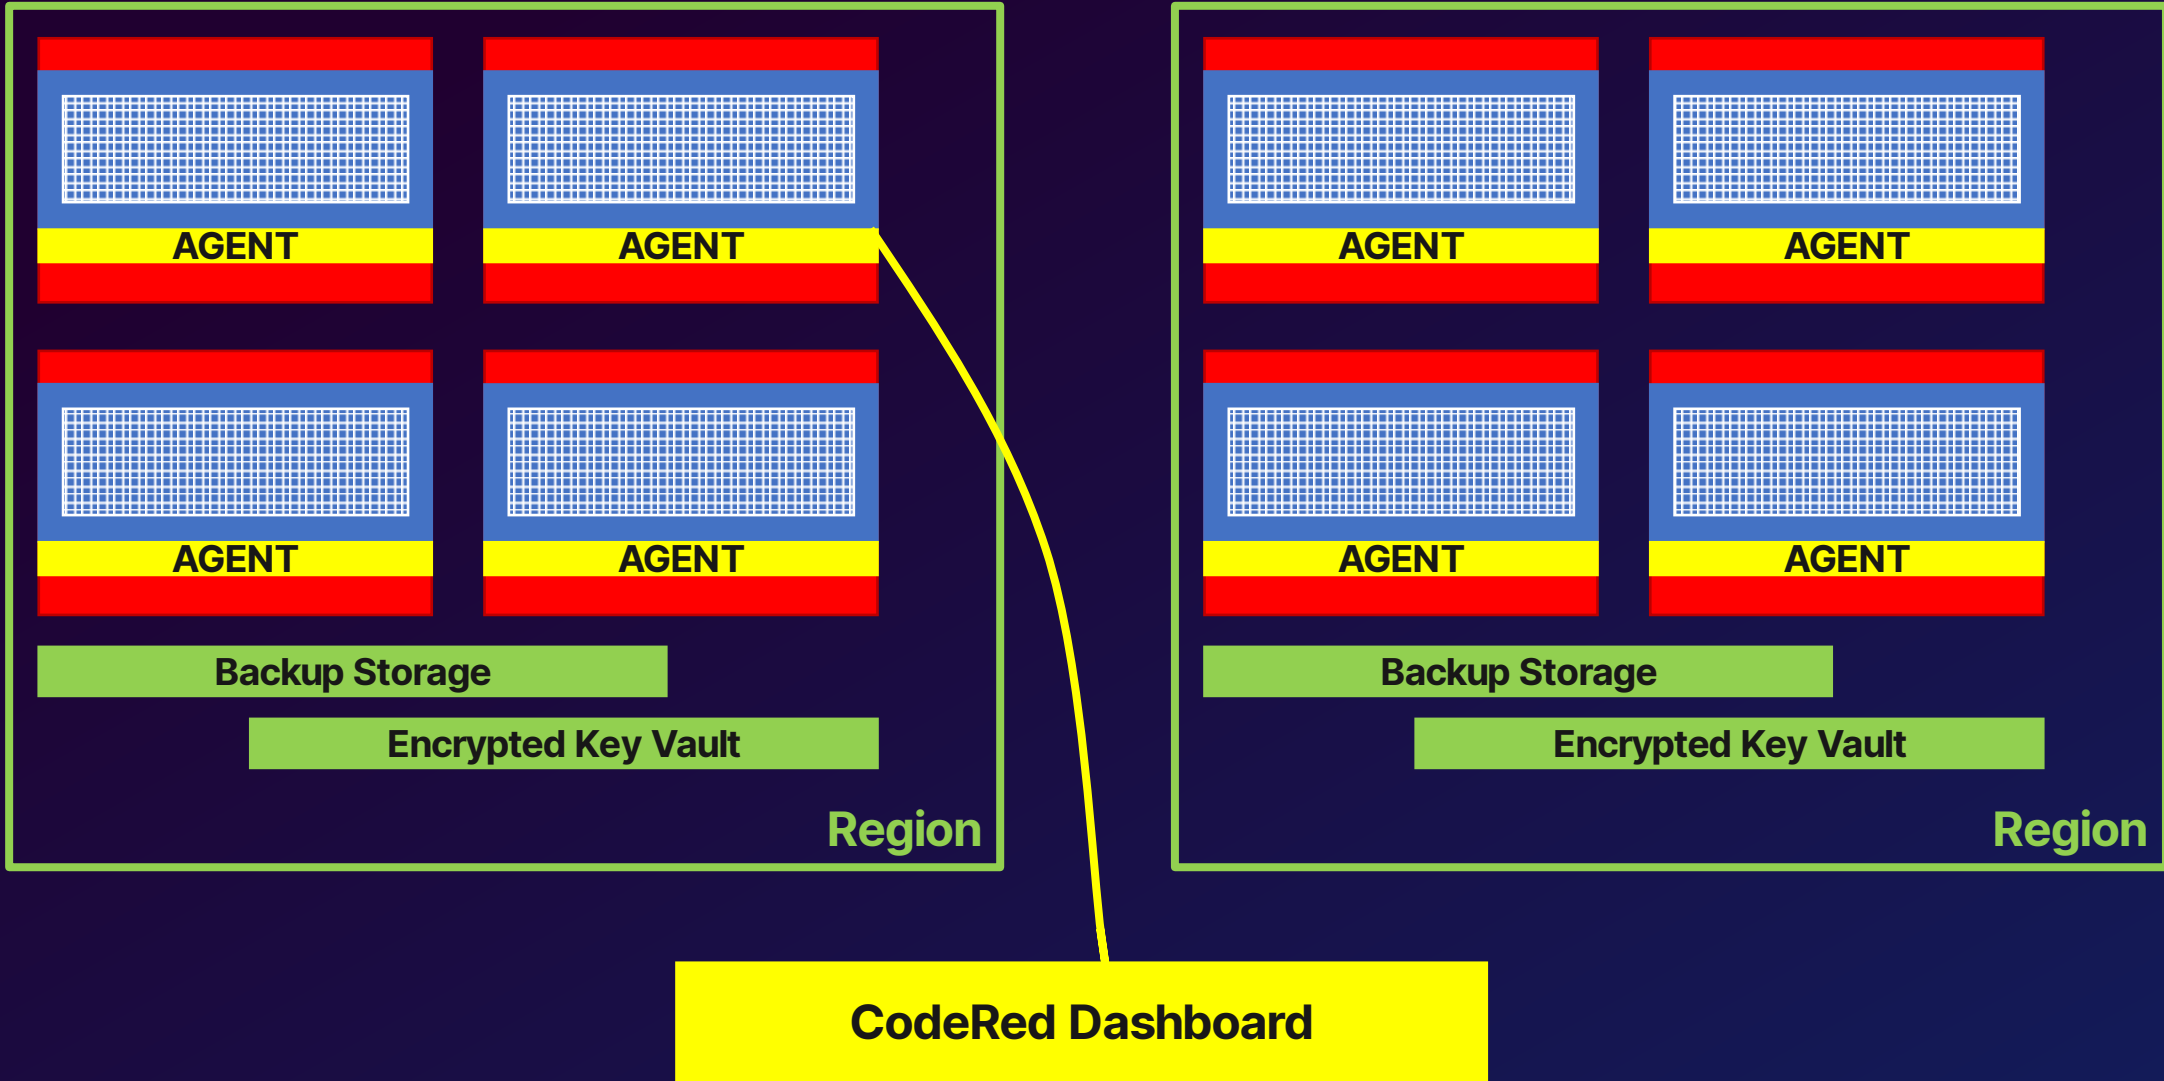 AGENT
AGENT
AGENT
AGENT
Backup Storage
Encrypted Key Vault
Region
AGENT
AGENT
AGENT
AGENT
Backup Storage
Encrypted Key Vault
Region
CodeRed Dashboard